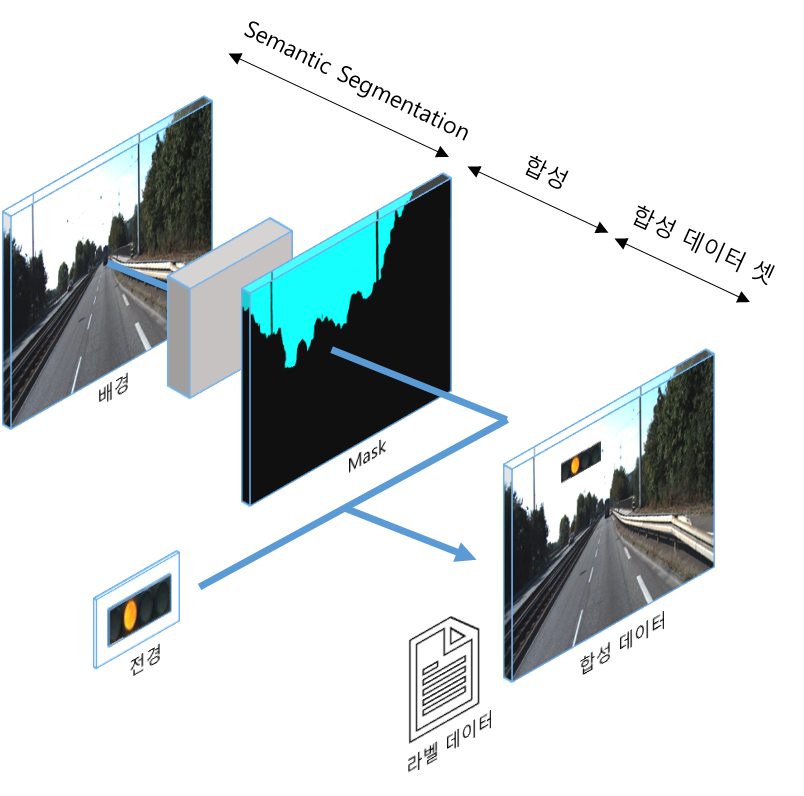 Semantic Segmentation
합성
합성 데이터 셋
배경
Mask
전경
합성 데이터
라벨 데이터